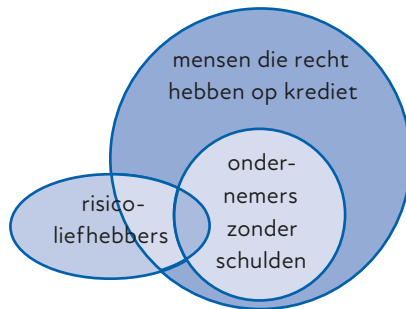 mensen die recht
hebben op krediet
onder-
nemers
zonder
schulden
risico-
liefhebbers